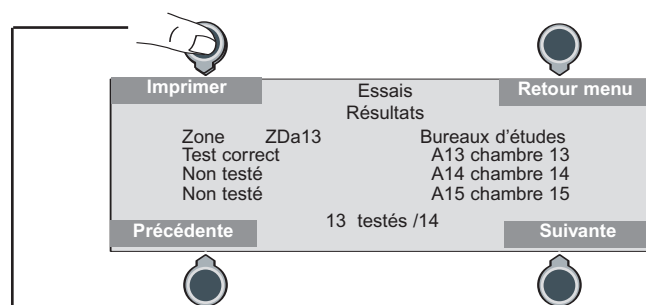 Imprimer Essais Retour menu
Résultats
Zone ZDa13 Bureaux d'études
Test correct A13 chambre 13
Non testé A14 chambre 14
Non testé A15 chambre 15
13 testés /14
Précédente Suivante